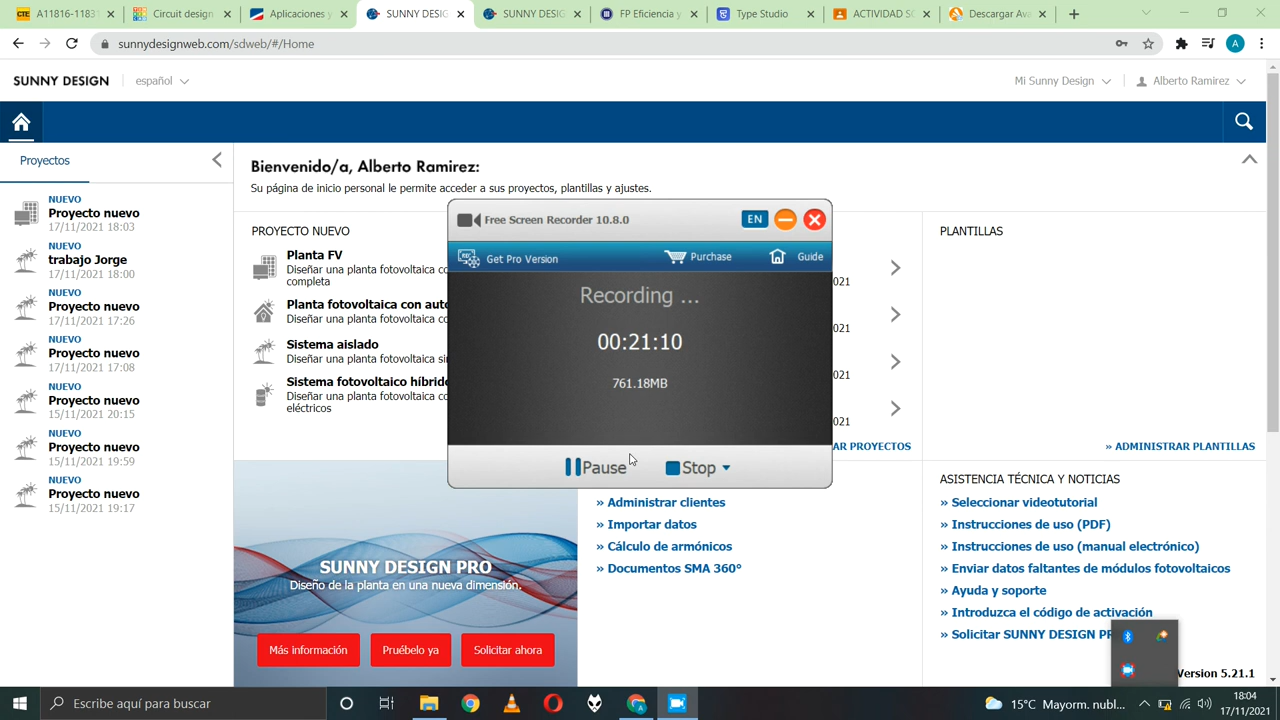 A11816-1183
Circuit design
Aplicaciones y
SUNNY DESIG
SUNNY DESIG
FP Eficiencia y
Type Studio
ACTIVIDAD S
Descargar Aw
sunnydesignweb.com/sdweb/#/Home
A
SUNNY DESIGN
español
Mi Sunny Design
Alberto Ramirez
Proyectos
NUEVO
Proyecto nuevo
17/11/2021 18:03
NUEVO
trabajo Jorge
17/11/2021 18:00
NUEVO
Proyecto nuevo
17/11/2021 17:26
NUEVO
Proyecto nuevo
17/11/2021 17:08
NUEVO
Proyecto nuevo
15/11/2021 20:15
NUEVO
Proyecto nuevo
15/11/2021 19:59
NUEVO
Proyecto nuevo
15/11/2021 19:17
Bienvenido/a, Alberto Ramirez:
Su página de inicio personal le permite acceder a sus proyectos, plantillas y ajustes.
PROYECTO NUEVO
Planta FV
Diseñar una planta fotovoltaica co
completa
Planta fotovoltaica con auto
Diseñar una planta fotovoltaica co
Sistema aislado
Diseñar una planta fotovoltaica si
Sistema fotovoltaico híbrido
Diseñar una planta fotovoltaica co
eléctricos
Free Screen Recorder 10.8.0
EN
Get Pro Version
Purchase
Guide
Recording ...
00:21:10
761.18MB
Pause
Stop
021
021
021
021
AR PROYECTOS
PLANTILLAS
» ADMINISTRAR PLANTILLAS
SUNNY DESIGN PRO
Diseño de la planta en una nueva dimensión.
Más información
Pruébelo ya
Solicitar ahora
» Administrar clientes
» Importar datos
» Cálculo de armónicos
» Documentos SMA 360°
ASISTENCIA TÉCNICA Y NOTICIAS
» Seleccionar videotutorial
» Instrucciones de uso (PDF)
» Instrucciones de uso (manual electrónico)
» Enviar datos faltantes de módulos fotovoltaicos
» Ayuda y soporte
» Introduzca el código de activación
» Solicitar SUNNY DESIGN PR
Version 5.21.1
Escribe aquí para buscar
15°C Mayorm. nubl...
18:04
17/11/2021